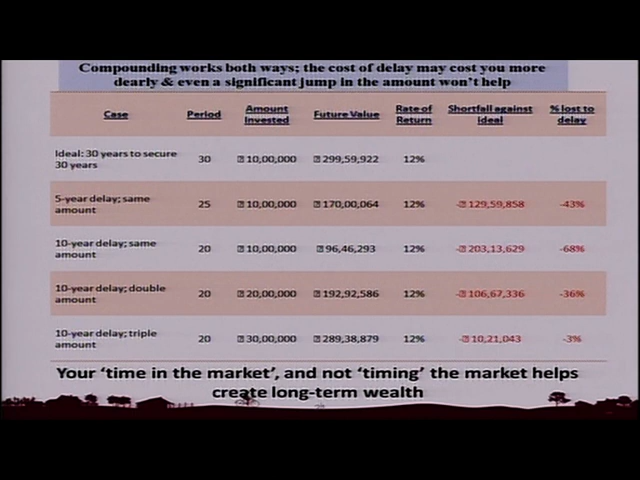 Compounding works both ways; the cost of delay may cost you more
dearly & even a significant jump in the amount won't help
Case Period Amount Invested Future Value Rate of Return Shortfall against ideal % lost to delay
Ideal: 30 years to secure 30 years 30 ⍰10,00,000 ⍰299,59,922 12%
5-year delay; same amount 25 ⍰10,00,000 ⍰170,00,064 12% -⍰129,59,858 -43%
10-year delay; same amount 20 ⍰10,00,000 ⍰96,46,293 12% -⍰203,13,629 -68%
10-year delay; double amount 20 ⍰20,00,000 ⍰192,92,586 12% -⍰106,67,336 -36%
10-year delay; triple amount 20 ⍰30,00,000 ⍰289,38,879 12% -⍰10,21,043 -3%
Your 'time in the market', and not 'timing' the market helps
create long-term wealth